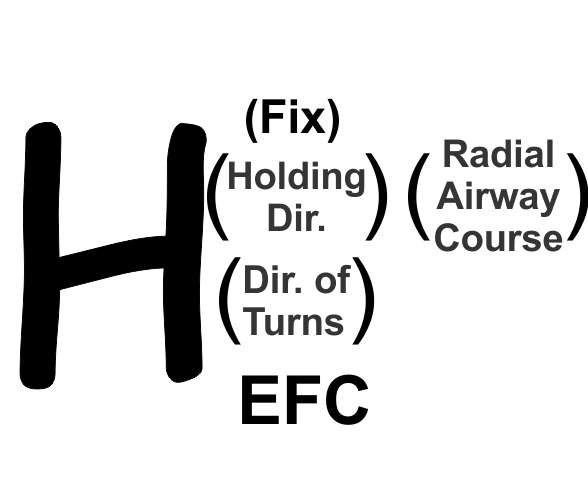 H
(Fix)
(Holding Dir.) (Radial Airway Course)
(Dir. of Turns)
EFC